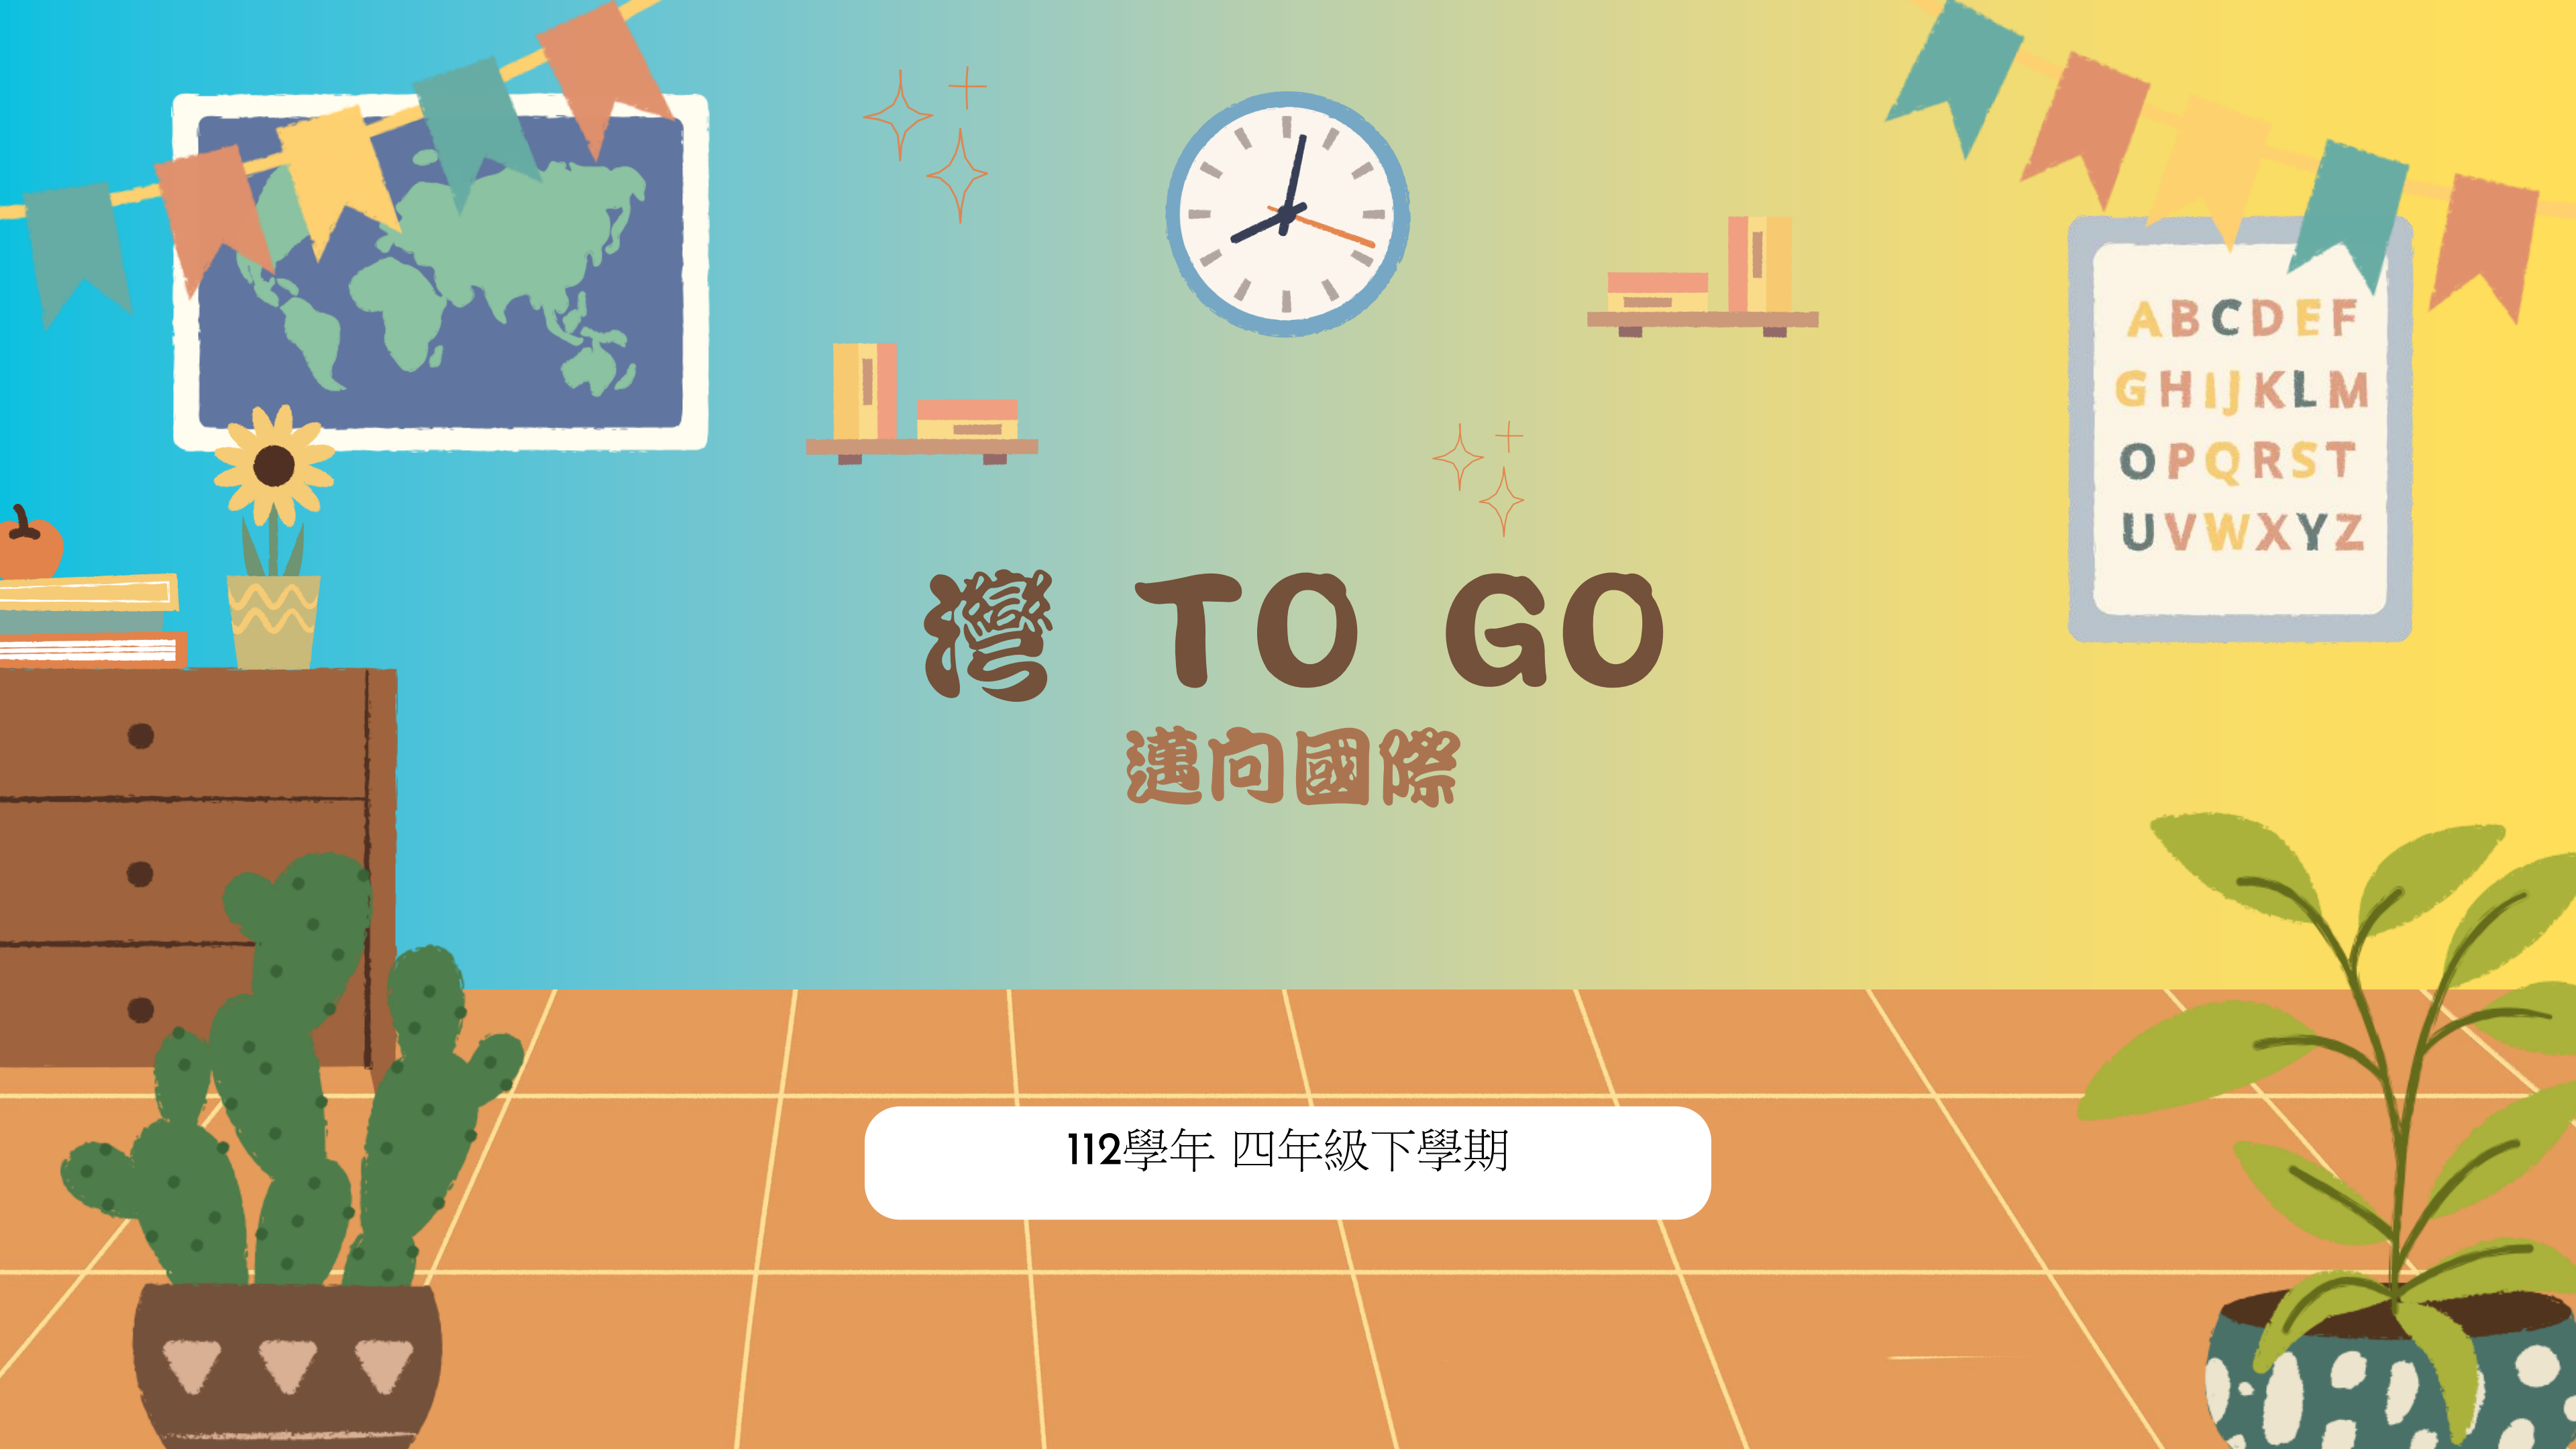 ABCDEF
GHIJKLM
OPQRST
UVWXYZ
灣 TO GO
邁向國際
112學年 四年級下學期